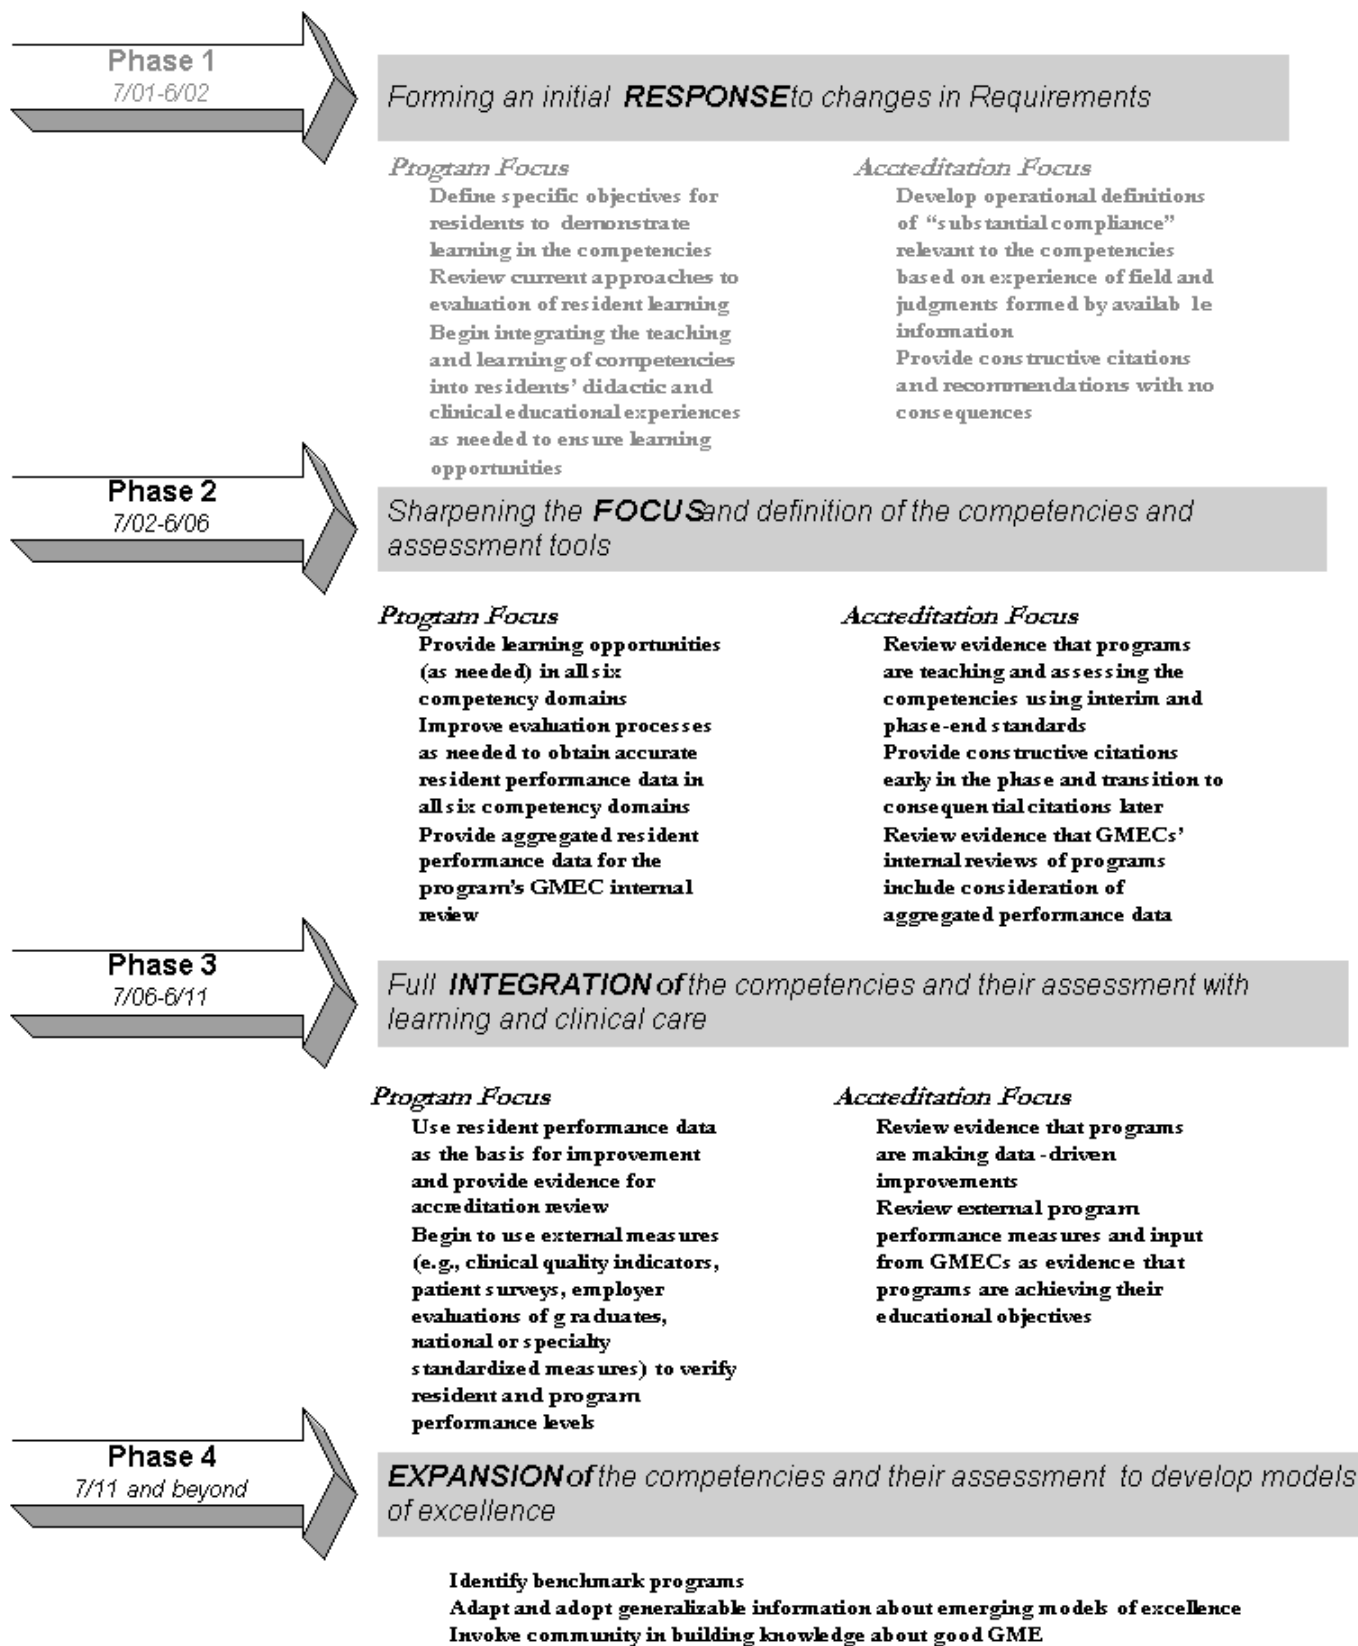 Phase 1
7/01-6/02
Forming an initial RESPONSE to changes in Requirements
Program Focus
Define specific objectives for
residents to demonstrate
learning in the competencies
Review current approaches to
evaluation of resident learning
Begin integrating the teaching
and learning of competencies
into residents' didactic and
clinical educational experiences
as needed to ensure learning
opportunities
Accreditation Focus
Develop operational definitions
of "substantial compliance"
relevant to the competencies
based on experience of field and
judgments formed by availab le
information
Provide constructive citations
and recommendations with no
consequences
Phase 2
7/02-6/06
Sharpening the FOCUS and definition of the competencies and
assessment tools
Program Focus
Provide learning opportunities
(as needed) in all six
competency domains
Improve evaluation processes
as needed to obtain accurate
resident performance data in
all six competency domains
Provide aggregated resident
performance data for the
program's GMEC internal
review
Accreditation Focus
Review evidence that programs
are teaching and assessing the
competencies using interim and
phase-end standards
Provide constructive citations
early in the phase and transition to
consequential citations later
Review evidence that GMECs'
internal reviews of programs
include consideration of
aggregated performance data
Phase 3
7/06-6/11
Full INTEGRATION of the competencies and their assessment with
learning and clinical care
Program Focus
Use resident performance data
as the basis for improvement
and provide evidence for
accreditation review
Begin to use external measures
(e.g., clinical quality indicators,
patient surveys, employer
evaluations of graduates,
national or specialty
standardized measures) to verify
resident and program
performance levels
Accreditation Focus
Review evidence that programs
are making data-driven
improvements
Review external program
performance measures and input
from GMECs as evidence that
programs are achieving their
educational objectives
Phase 4
7/11 and beyond
EXPANSION of the competencies and their assessment to develop models
of excellence
Identify benchmark programs
Adapt and adopt generalizable information about emerging models of excellence
Involve community in building knowledge about good GME